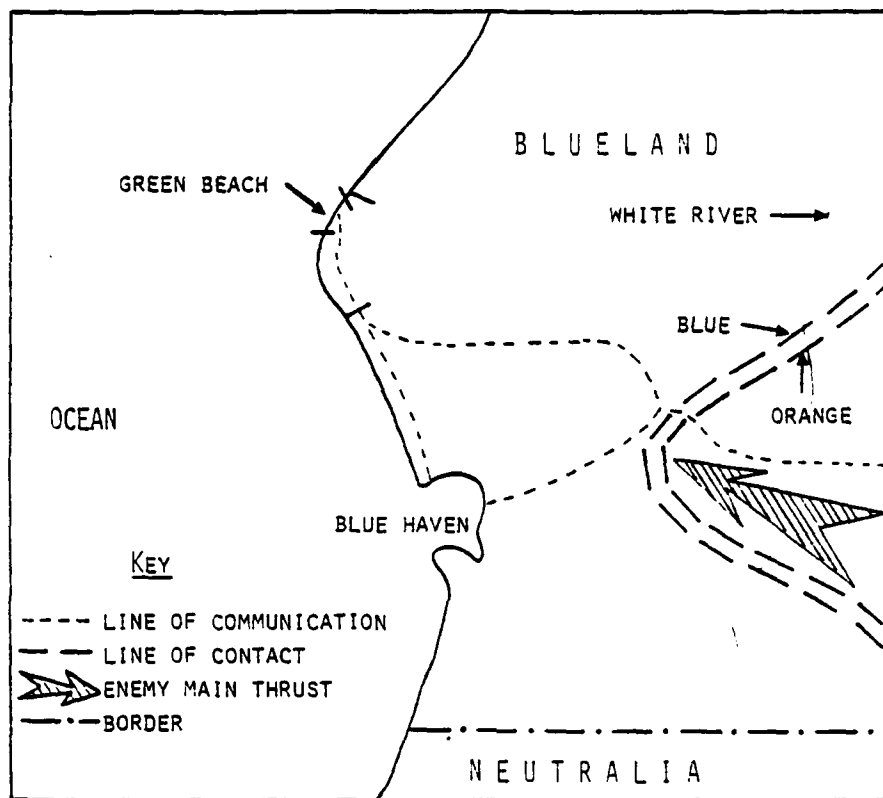 BLUELAND
GREEN BEACH
WHITE RIVER
BLUE
ORANGE
OCEAN
BLUE HAVEN
KEY
LINE OF COMMUNICATION
LINE OF CONTACT
ENEMY MAIN THRUST
BORDER
NEUTRALIA